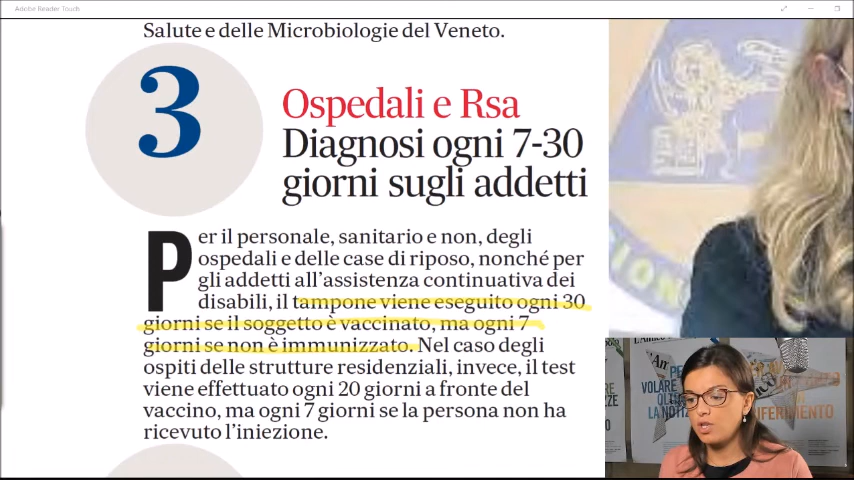 Adobe Reader Touch
Salute e delle Microbiologie del Veneto.
3
Ospedali e Rsa
Diagnosi ogni 7-30
giorni sugli addetti
Per il personale, sanitario e non, degli
ospedali e delle case di riposo, nonché per
gli addetti all'assistenza continuativa dei
disabili, il tampone viene eseguito ogni 30
giorni se il soggetto è vaccinato, ma ogni 7
giorni se non è immunizzato. Nel caso degli
ospiti delle strutture residenziali, invece, il test
viene effettuato ogni 20 giorni a fronte del
vaccino, ma ogni 7 giorni se la persona non ha
ricevuto l'iniezione.
VOLARE
OLT
LA NOTIZ